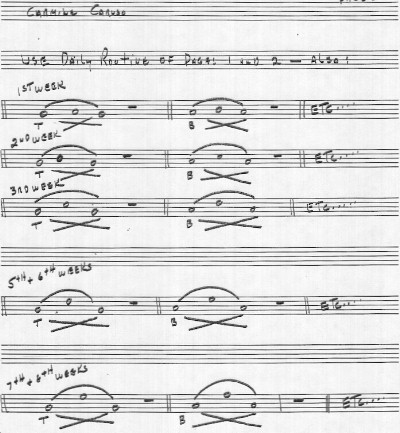 Carmine Caruso
USE Daily Routine OF Pages 1 AND 2 — Also:
1ST WEEK
T B ETC.....
2ND WEEK
T B ETC.....
3RD WEEK
T B ETC.....
5TH + 6TH WEEKS
T B ETC....
7TH + 8TH WEEKS
T B ETC....